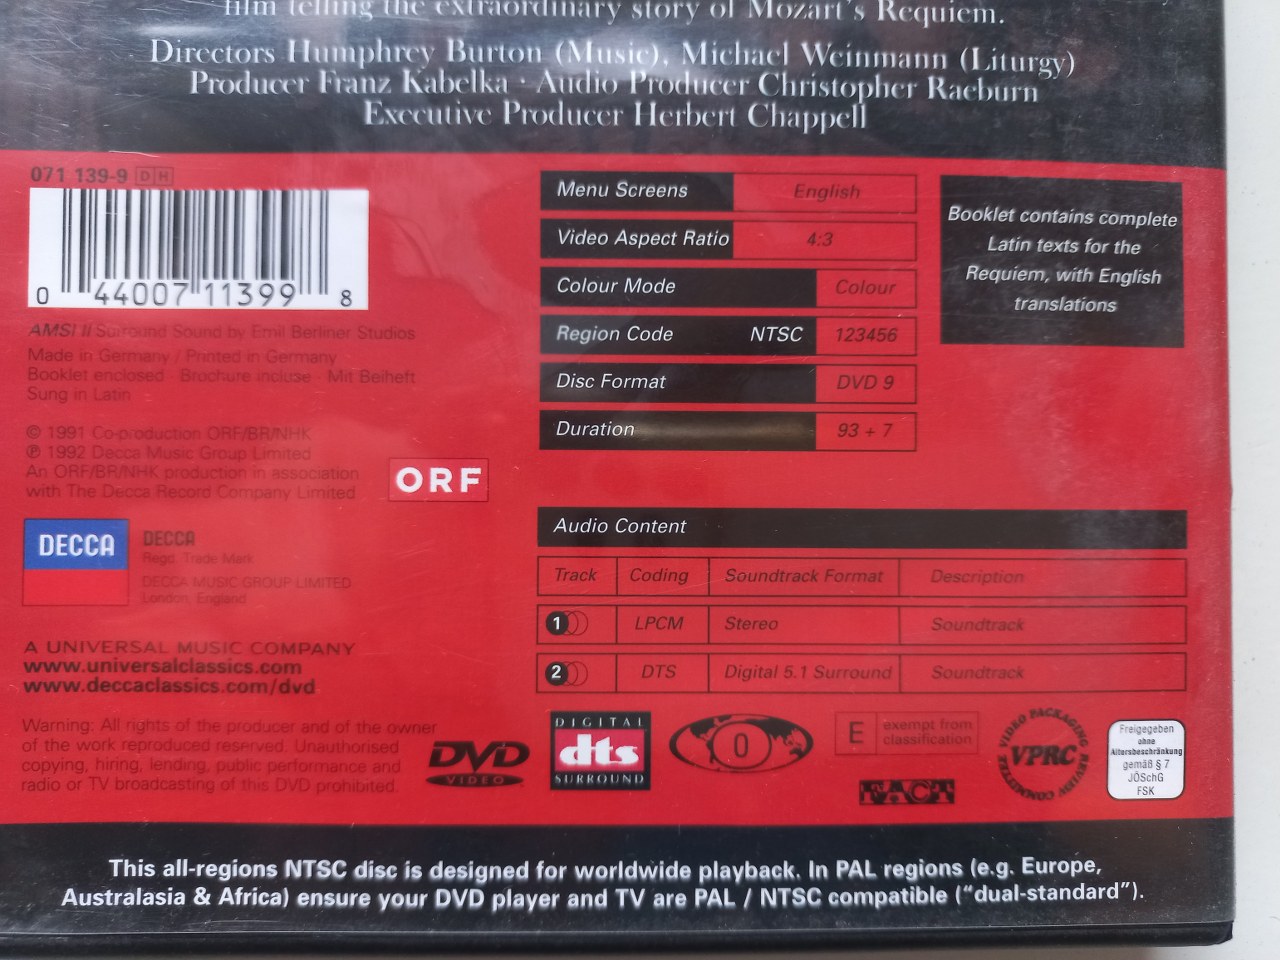 film telling the extraordinary story of Mozart's Requiem.
Directors Humphrey Burton (Music), Michael Weinmann (Liturgy)
Producer Franz Kabelka · Audio Producer Christopher Raeburn
Executive Producer Herbert Chappell
071 139-9 DH
0 44007 11399 8
AMSI II Surround Sound by Emil Berliner Studios
Made in Germany / Printed in Germany
Booklet enclosed · Brochure incluse · Mit Beiheft
Sung in Latin
© 1991 Co-production ORF/BR/NHK
℗ 1992 Decca Music Group Limited
An ORF/BR/NHK production in association
with The Decca Record Company Limited
ORF
DECCA
DECCA
Regd. Trade Mark
DECCA MUSIC GROUP LIMITED
London, England
A UNIVERSAL MUSIC COMPANY
www.universalclassics.com
www.deccaclassics.com/dvd
Warning: All rights of the producer and of the owner
of the work reproduced reserved. Unauthorised
copying, hiring, lending, public performance and
radio or TV broadcasting of this DVD prohibited.
Menu Screens English
Video Aspect Ratio 4:3
Colour Mode Colour
Region Code NTSC 123456
Disc Format DVD 9
Duration 93 + 7
Booklet contains complete
Latin texts for the
Requiem, with English
translations
Audio Content
Track Coding Soundtrack Format Description
1 LPCM Stereo Soundtrack
2 DTS Digital 5.1 Surround Soundtrack
DVD
VIDEO
DIGITAL
dts
SURROUND
0
E exempt from
classification
FACT
VIDEO PACKAGING
VPRC
REVIEW COMMITTEE
Freigegeben
ohne
Altersbeschränkung
gemäß § 7
JÖSchG
FSK
This all-regions NTSC disc is designed for worldwide playback. In PAL regions (e.g. Europe,
Australasia & Africa) ensure your DVD player and TV are PAL / NTSC compatible ("dual-standard").